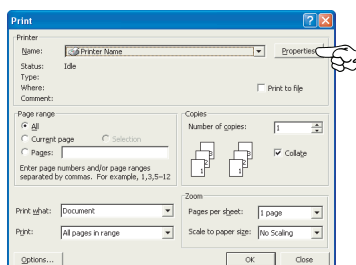 Print
Printer
Name: Printer Name Properties
Status: Idle
Type:
Where: Print to file
Comment:
Page range
All
Current page Selection
Pages:
Enter page numbers and/or page ranges
separated by commas. For example, 1,3,5–12
Copies
Number of copies: 1
Collate
Print what: Document
Print: All pages in range
Zoom
Pages per sheet: 1 page
Scale to paper size: No Scaling
Options... OK Close